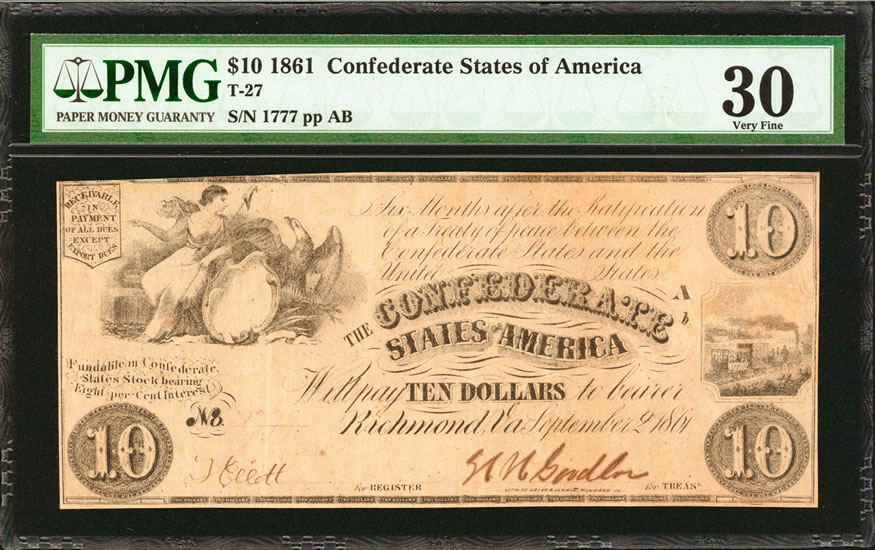 PMG
PAPER MONEY GUARANTY
$10 1861 Confederate States of America
T-27
S/N 1777 pp AB
30
Very Fine
RECEIVABLE
IN
PAYMENT
OF ALL DUES
EXCEPT
EXPORT DUES
Six Months after the Ratification
of a Treaty of peace between the
Confederate States and the
United States
10
THE CONFEDERATE
STATES OF AMERICA
A
b
Fundable in Confederate
States Stock bearing
Eight per Cent Interest
No.
Will pay TEN DOLLARS to bearer
Richmond, Va September 2 1861
10
10
for REGISTER
for TREASR